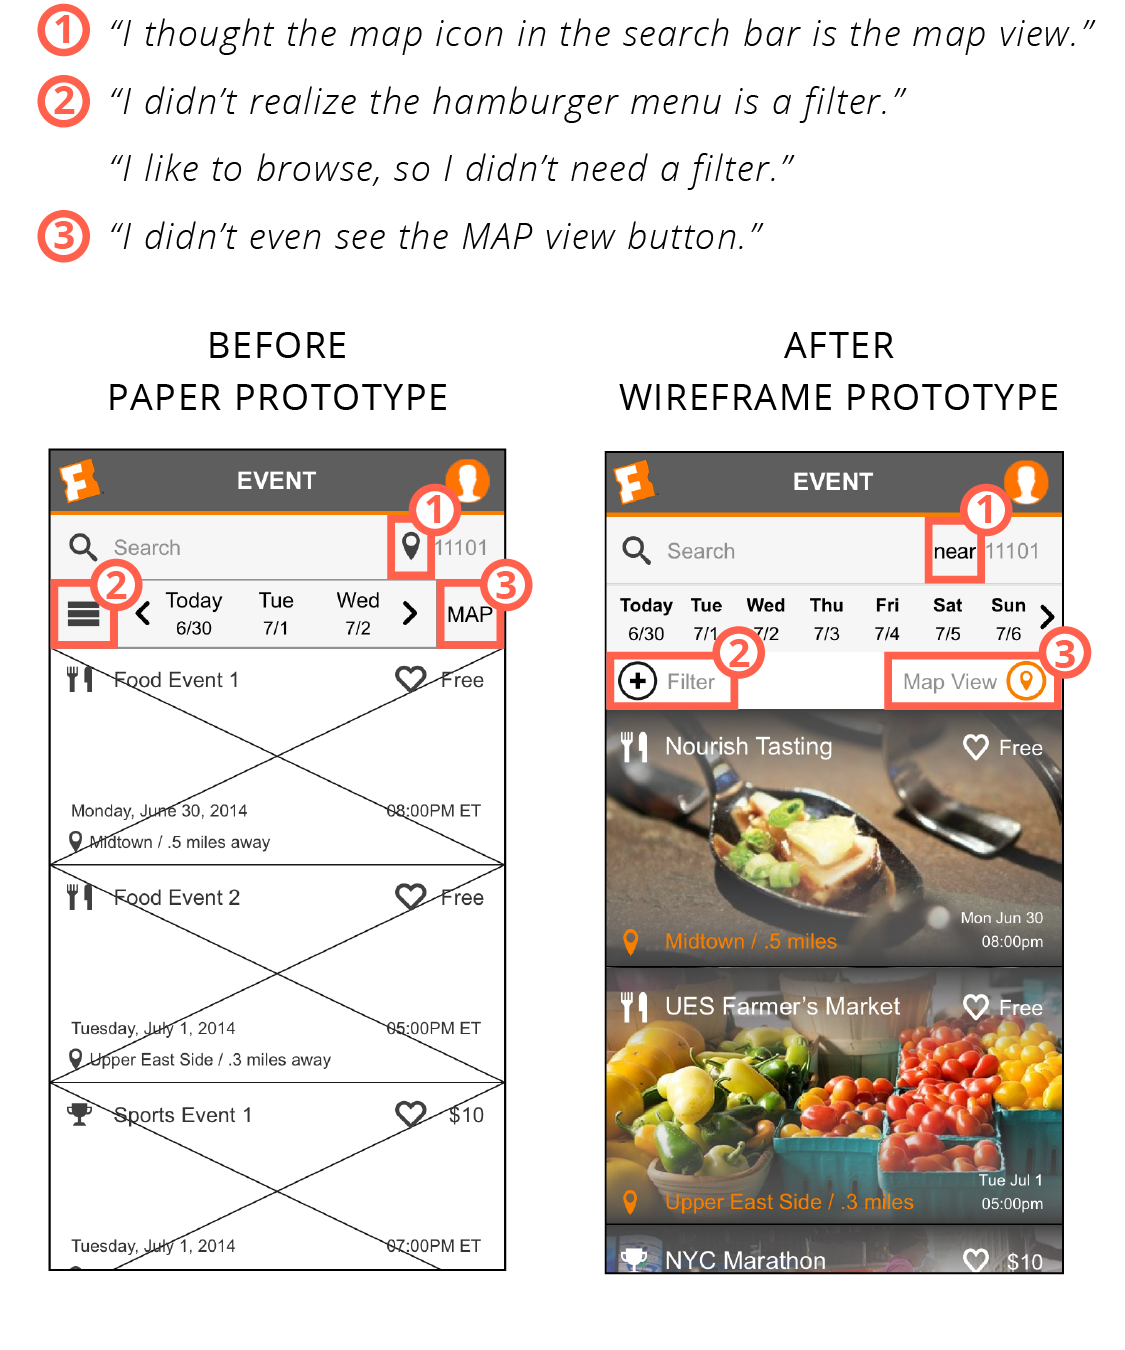 1 “I thought the map icon in the search bar is the map view.”
2 “I didn’t realize the hamburger menu is a filter.”
“I like to browse, so I didn’t need a filter.”
3 “I didn’t even see the MAP view button.”
BEFORE
PAPER PROTOTYPE
F
EVENT
1
Search 11101
2
3
Today Tue Wed
6/30 7/1 7/2
MAP
Food Event 1 Free
Monday, June 30, 2014 08:00PM ET
Midtown / .5 miles away
Food Event 2 Free
Tuesday, July 1, 2014 05:00PM ET
Upper East Side / .3 miles away
Sports Event 1 $10
Tuesday, July 1, 2014 07:00PM ET
AFTER
WIREFRAME PROTOTYPE
F
EVENT
1
Search near 11101
Today Tue Wed Thu Fri Sat Sun
6/30 7/1 7/2 7/3 7/4 7/5 7/6
2
3
Filter Map View
Nourish Tasting Free
Mon Jun 30
Midtown / .5 miles 08:00pm
UES Farmer’s Market Free
Tue Jul 1
Upper East Side / .3 miles 05:00pm
NYC Marathon $10